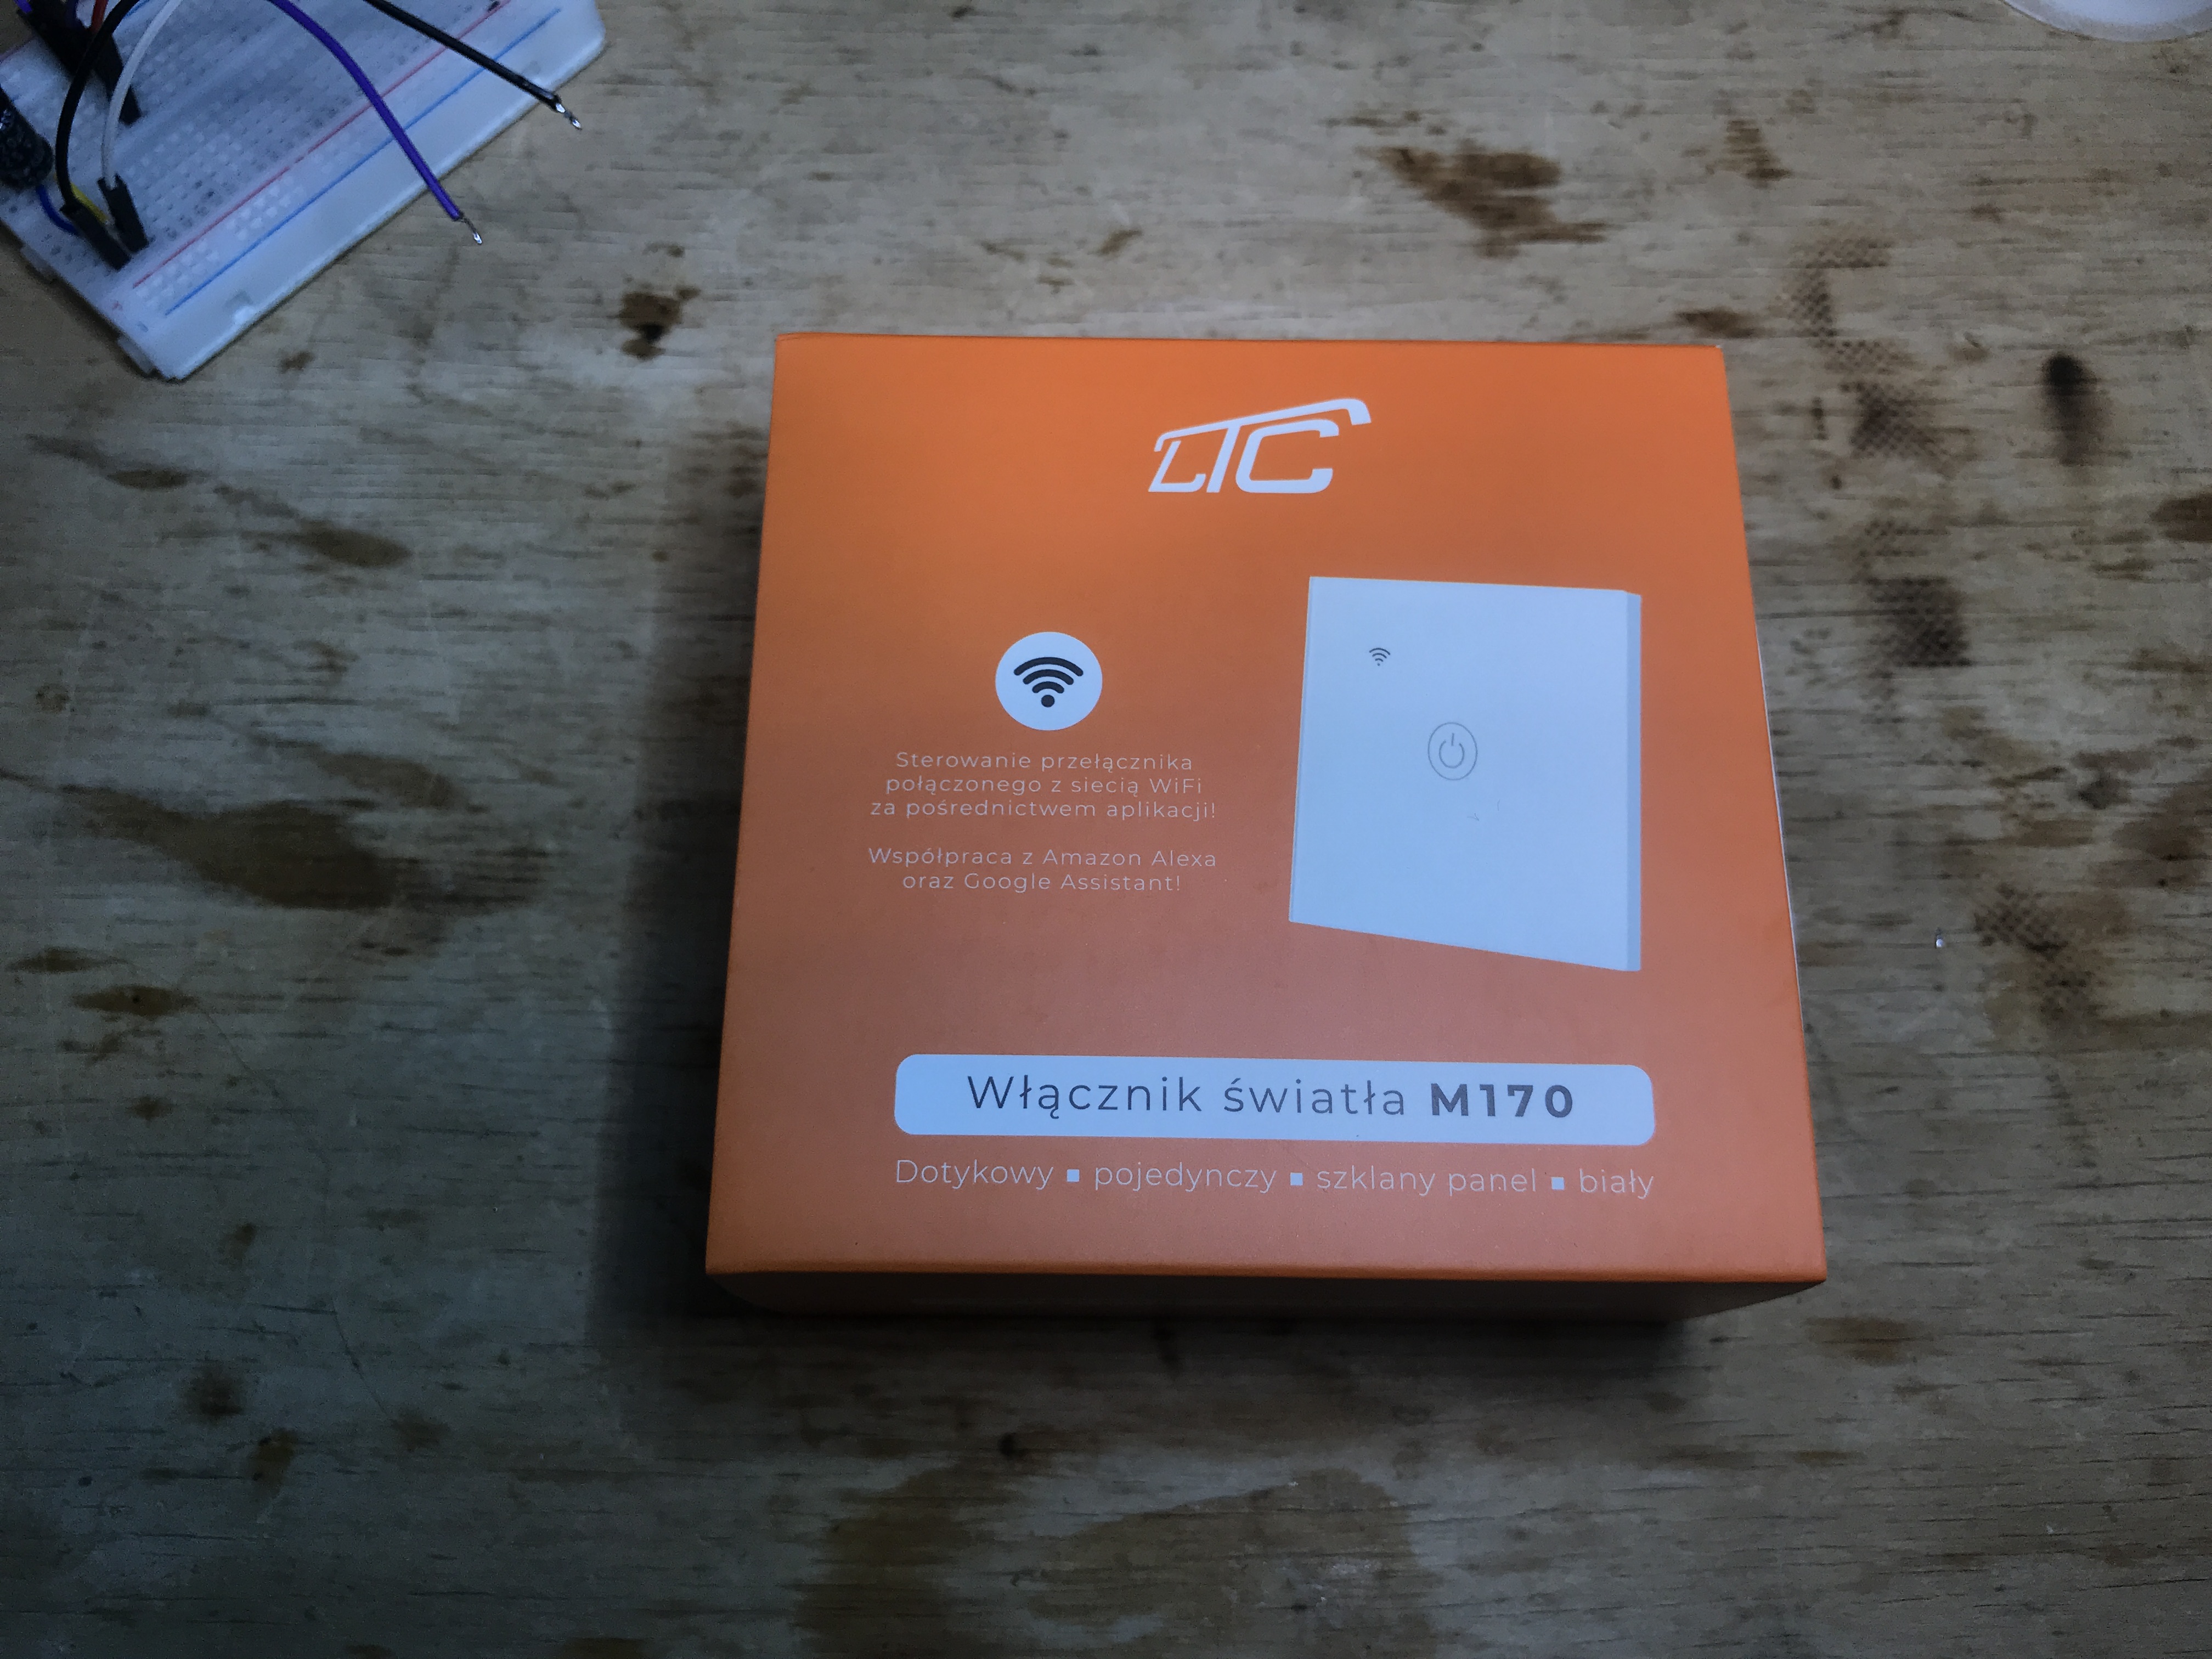 LTC
Sterowanie przełącznika
połączonego z siecią WiFi
za pośrednictwem aplikacji!
Współpraca z Amazon Alexa
oraz Google Assistant!
Włącznik światła M170
Dotykowy ▪ pojedynczy ▪ szklany panel ▪ biały